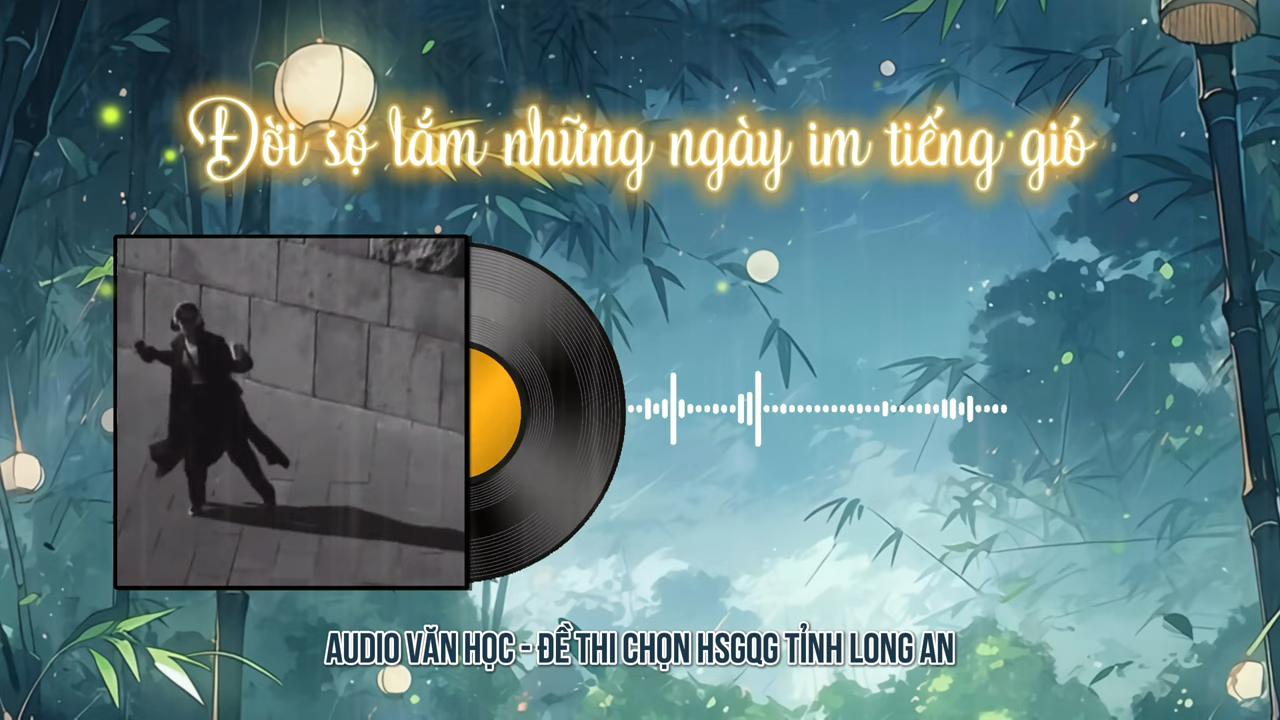 Đời sợ lắm những ngày im tiếng gió
AUDIO VĂN HỌC - ĐỀ THI CHỌN HSGQG TỈNH LONG AN